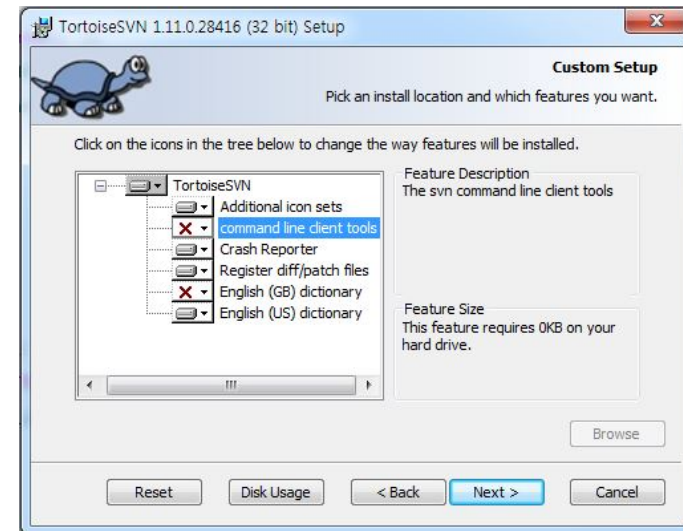 TortoiseSVN 1.11.0.28416 (32 bit) Setup
Custom Setup
Pick an install location and which features you want.
Click on the icons in the tree below to change the way features will be installed.
TortoiseSVN
Additional icon sets
command line client tools
Crash Reporter
Register diff/patch files
English (GB) dictionary
English (US) dictionary
Feature Description
The svn command line client tools
Feature Size
This feature requires 0KB on your
hard drive.
Browse
Reset
Disk Usage
< Back
Next >
Cancel